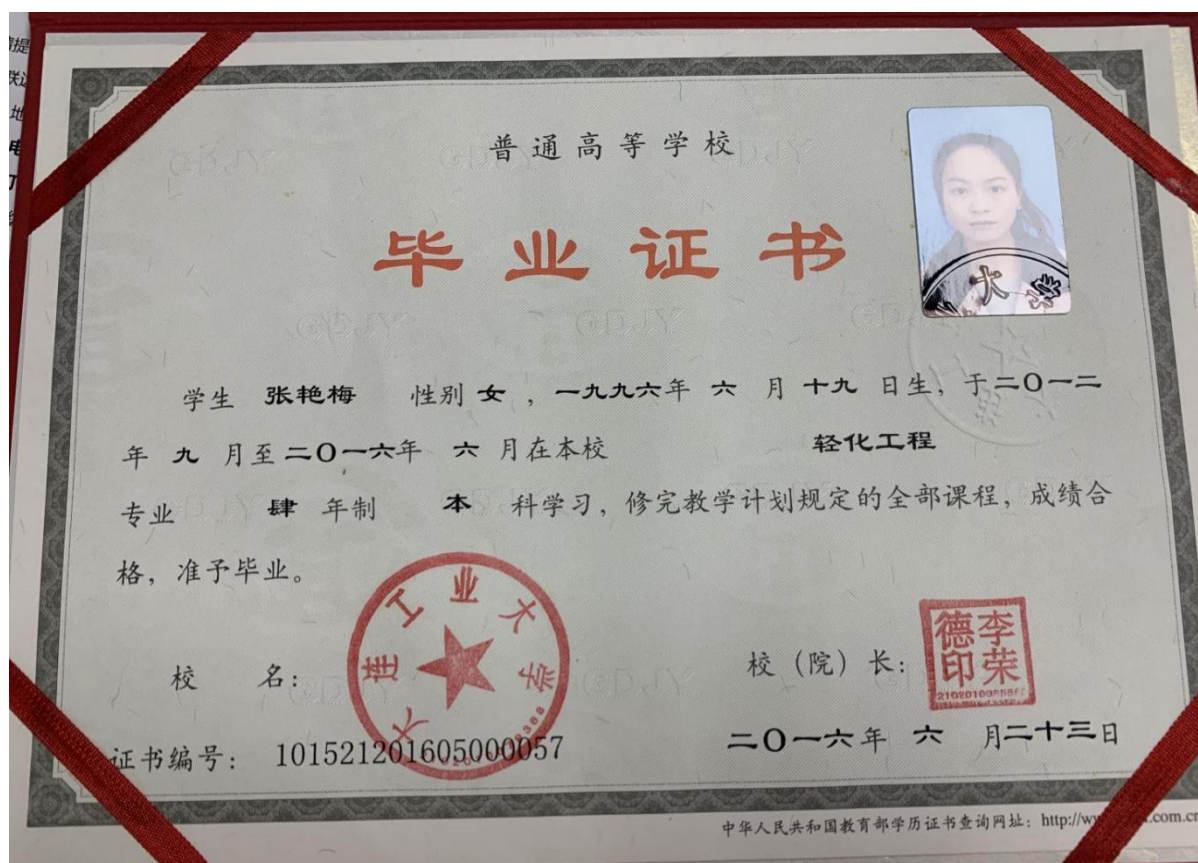 普通高等学校
毕业证书
大学
学生 张艳梅 性别 女 ，一九九六年 六 月 十九 日生，于二〇一二
年 九 月至二〇一六年 六 月在本校 轻化工程
专业 肆 年制 本 科学习，修完教学计划规定的全部课程，成绩合
格，准予毕业。
大连工业大学
校 名：
校（院）长：
李荣德印
证书编号： 101521201605000057
二〇一六年 六 月二十三日
中华人民共和国教育部学历证书查询网址：